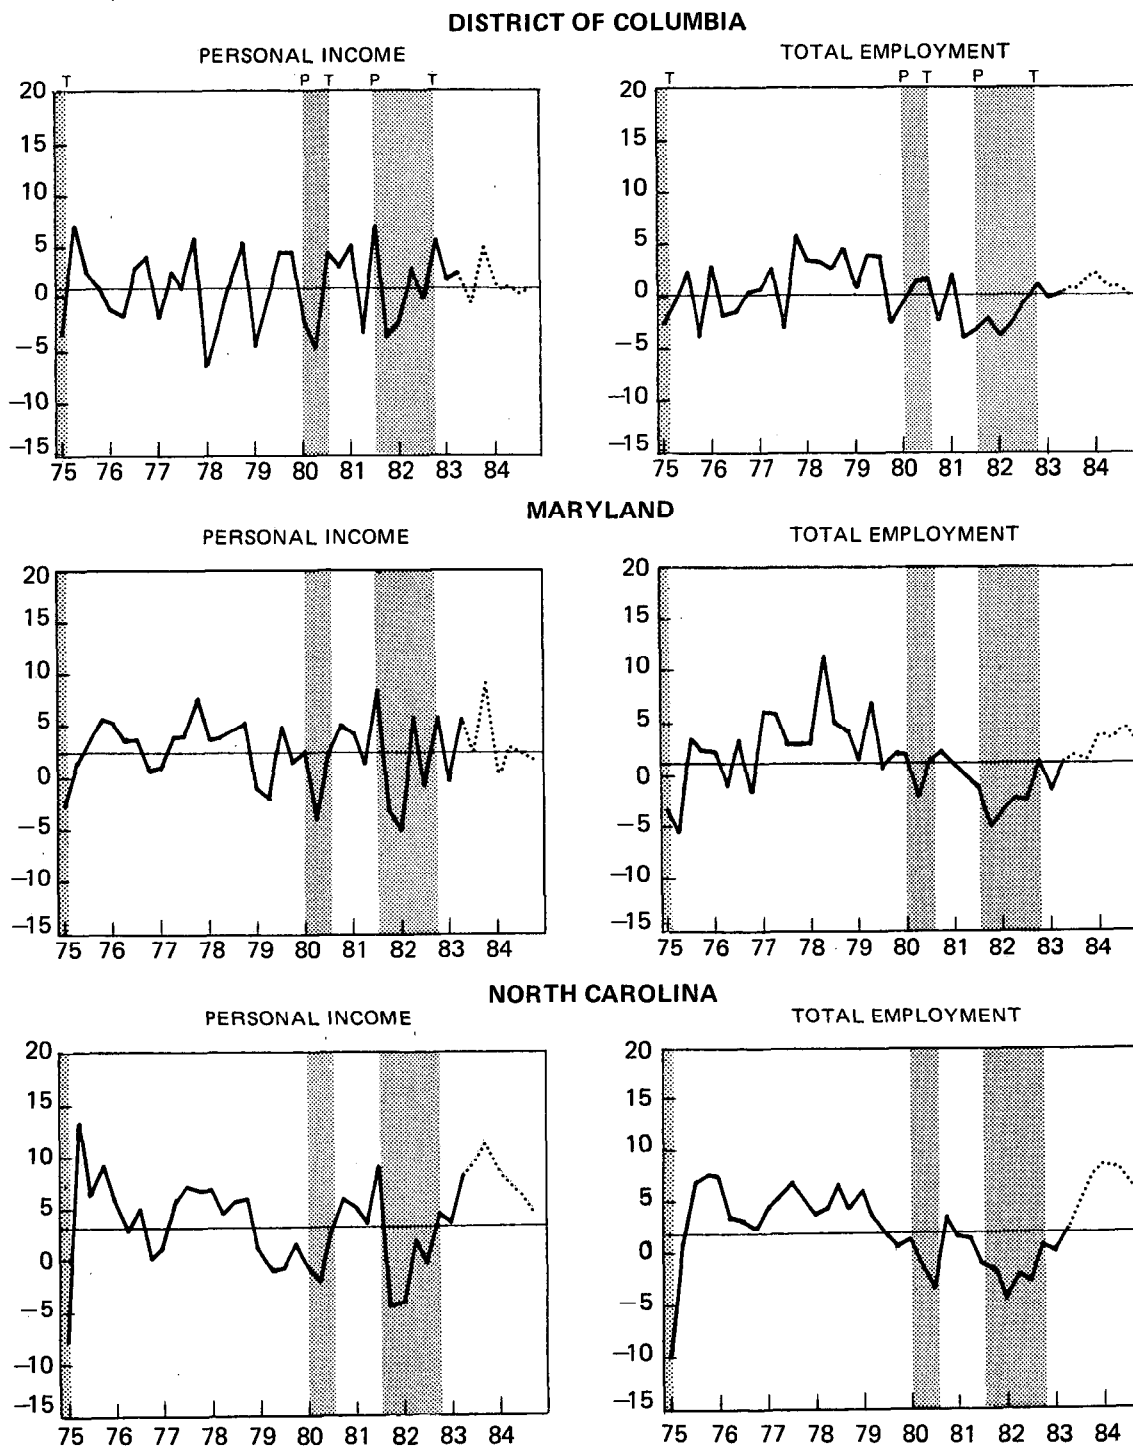 DISTRICT OF COLUMBIA
PERSONAL INCOME
T P T P T
20
15
10
5
0
−5
−10
−15
75 76 77 78 79 80 81 82 83 84
TOTAL EMPLOYMENT
T P T P T
20
15
10
5
0
−5
−10
−15
75 76 77 78 79 80 81 82 83 84
MARYLAND
PERSONAL INCOME
20
15
10
5
0
−5
−10
−15
75 76 77 78 79 80 81 82 83 84
TOTAL EMPLOYMENT
20
15
10
5
0
−5
−10
−15
75 76 77 78 79 80 81 82 83 84
NORTH CAROLINA
PERSONAL INCOME
20
15
10
5
0
−5
−10
−15
75 76 77 78 79 80 81 82 83 84
TOTAL EMPLOYMENT
20
15
10
5
0
−5
−10
−15
75 76 77 78 79 80 81 82 83 84